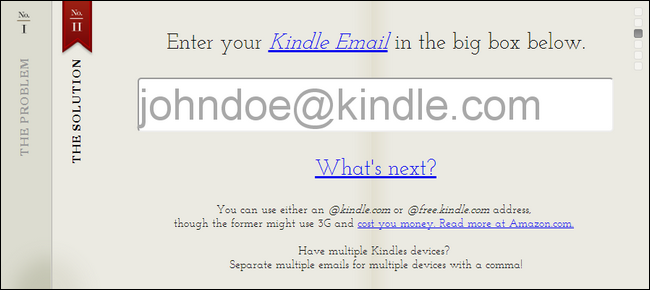 No.
I
THE PROBLEM
No.
II
THE SOLUTION
Enter your Kindle Email in the big box below.
johndoe@kindle.com
What's next?
You can use either an @kindle.com or @free.kindle.com address,
though the former might use 3G and cost you money. Read more at Amazon.com.
Have multiple Kindles devices?
Separate multiple emails for multiple devices with a comma!